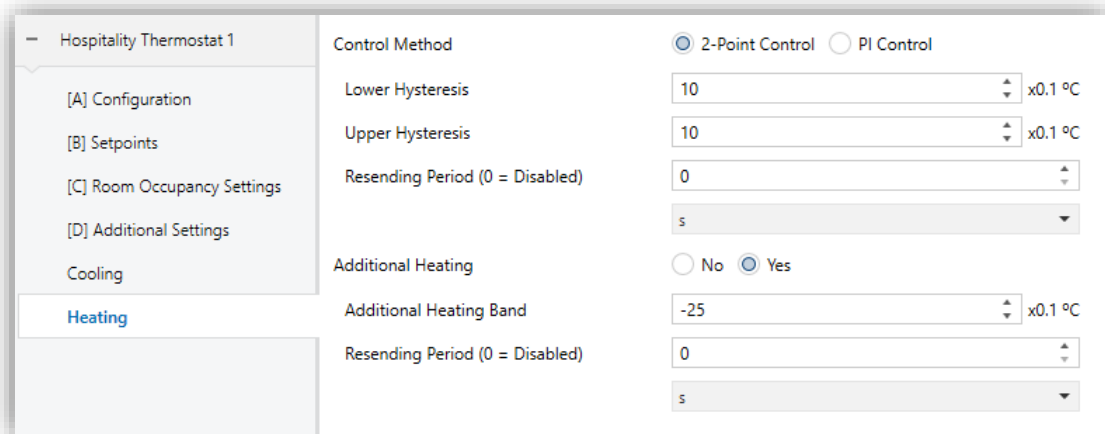 Hospitality Thermostat 1
[A] Configuration
[B] Setpoints
[C] Room Occupancy Settings
[D] Additional Settings
Cooling
Heating
Control Method 2-Point Control PI Control
Lower Hysteresis 10 x0.1 ºC
Upper Hysteresis 10 x0.1 ºC
Resending Period (0 = Disabled) 0
s
Additional Heating No Yes
Additional Heating Band -25 x0.1 ºC
Resending Period (0 = Disabled) 0
s